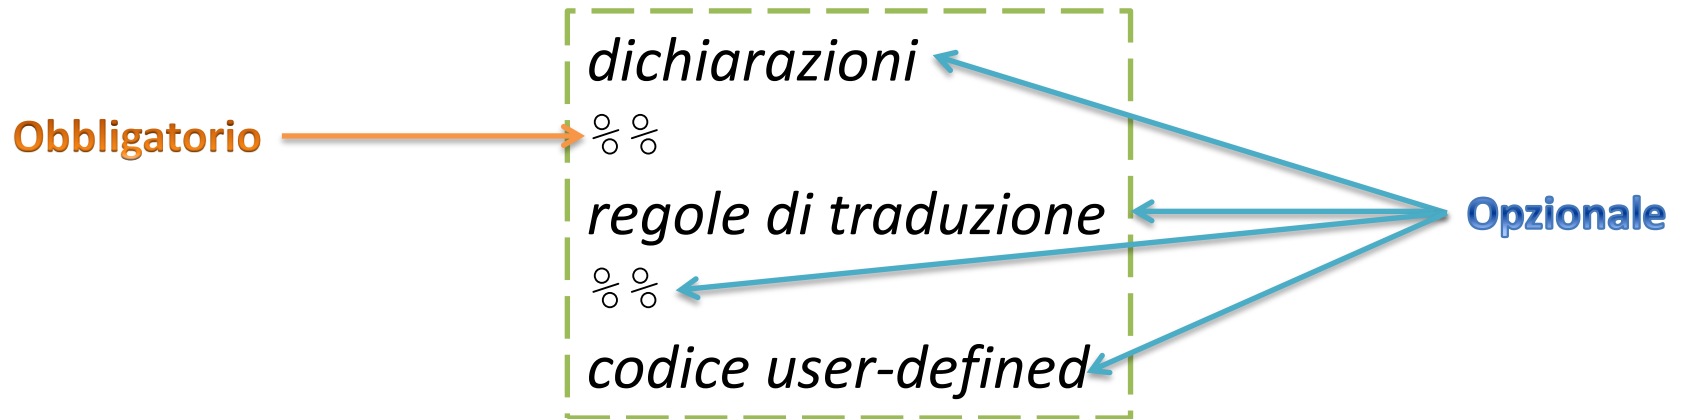 dichiarazioni
Obbligatorio
%%
regole di traduzione
Opzionale
%%
codice user-defined